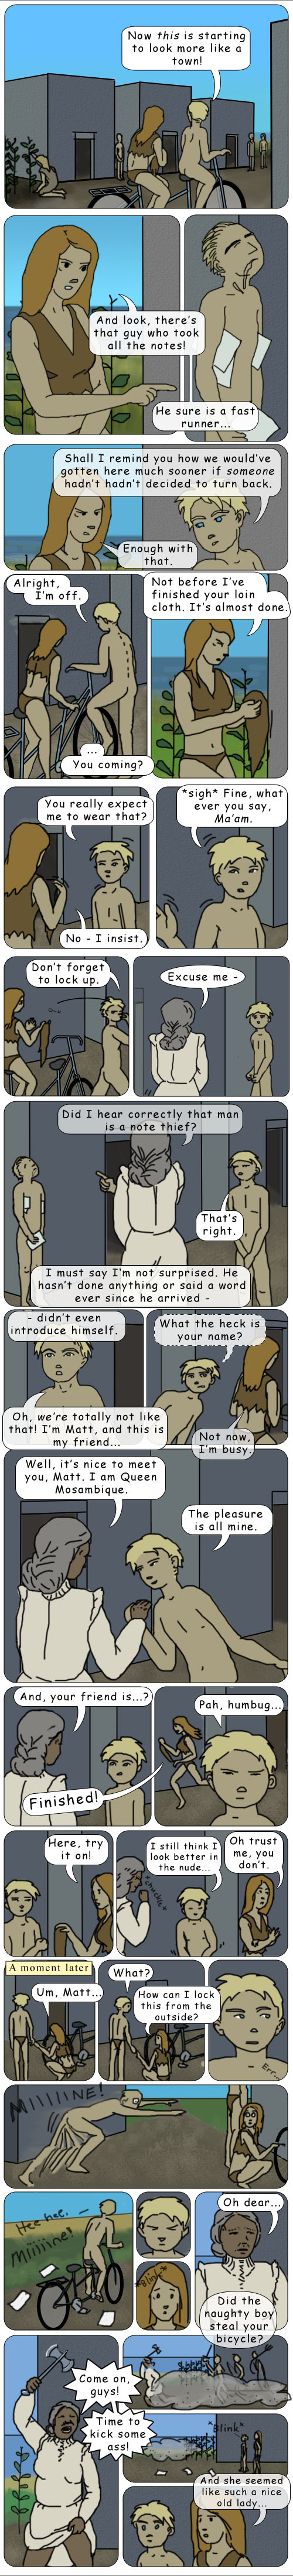 Now this is starting
to look more like a
town!
And look, there's
that guy who took
all the notes!
He sure is a fast
runner...
Shall I remind you how we would've
gotten here much sooner if someone
hadn't hadn't decided to turn back.
Enough with
that.
Alright,
I'm off.
...
You coming?
Not before I've
finished your loin
cloth. It's almost done.
You really expect
me to wear that?
No - I insist.
*sigh* Fine, what
ever you say,
Ma'am.
Don't forget
to lock up.
Excuse me -
Did I hear correctly that man
is a note thief?
That's
right.
I must say I'm not surprised. He
hasn't done anything or said a word
ever since he arrived -
- didn't even
introduce himself.
Oh, we're totally not like
that! I'm Matt, and this is
my friend...
What the heck is
your name?
Not now,
I'm busy.
Well, it's nice to meet
you, Matt. I am Queen
Mosambique.
The pleasure
is all mine.
And, your friend is...?
Finished!
Pah, humbug...
Here, try
it on!
I still think I
look better in
the nude...
Oh trust
me, you
don't.
A moment later
Um, Matt...
What?
How can I lock
this from the
outside?
Err...
MIIIIINE!
Hee hee,
Miiiiine!
*Blink*
Oh dear...
Did the
naughty boy
steal your
bicycle?
Come on,
guys!
Time to
kick some
ass!
*Blink*
And she seemed
like such a nice
old lady...